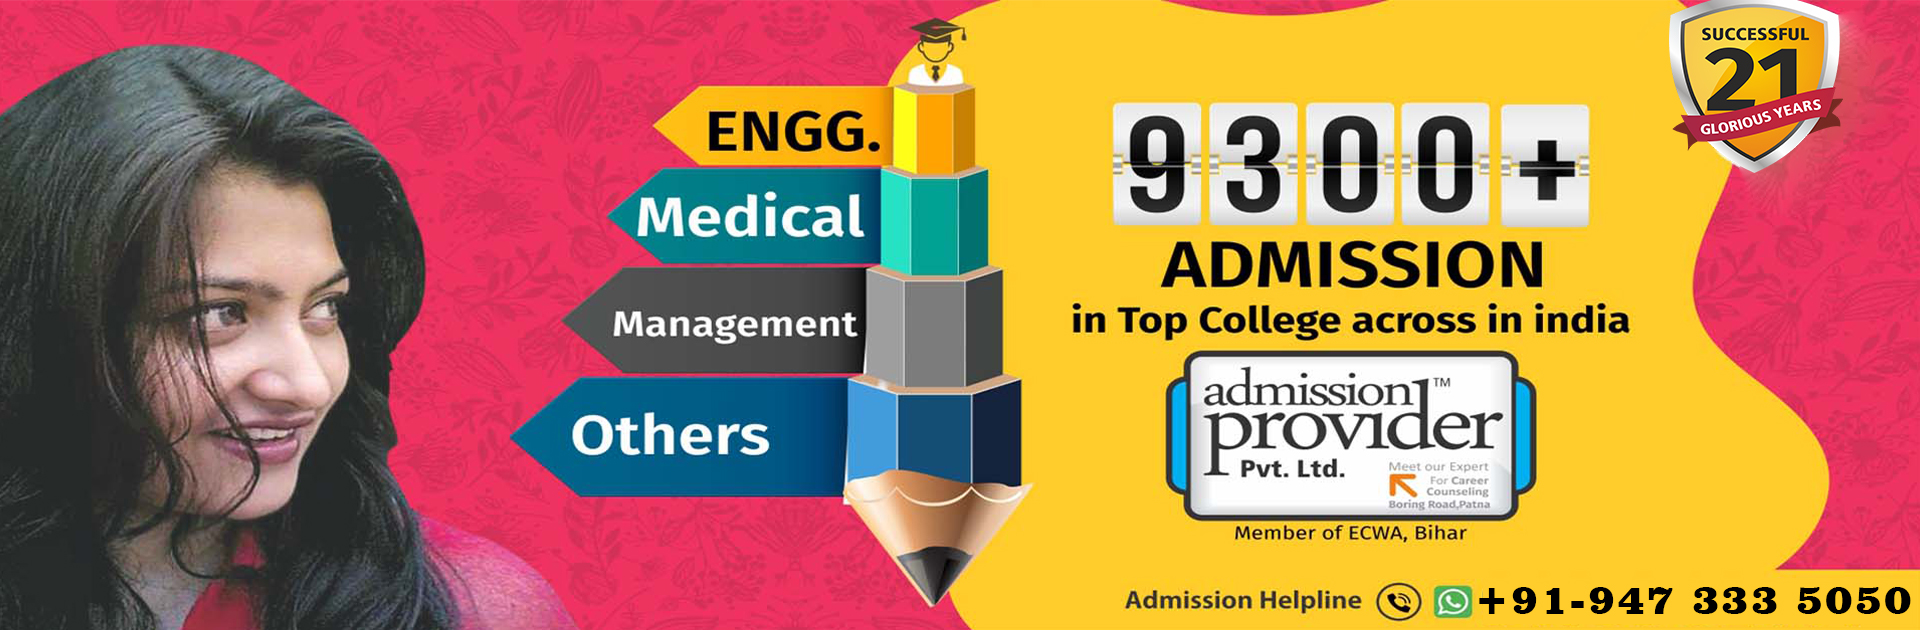 ENGG.
Medical
Management
Others
9300+
ADMISSION
in Top College across in india
admission™
provider
Pvt. Ltd.
Meet our Expert
For Career
Counseling
Boring Road,Patna
Member of ECWA, Bihar
Admission Helpline +91-947 333 5050
SUCCESSFUL
21
GLORIOUS YEARS